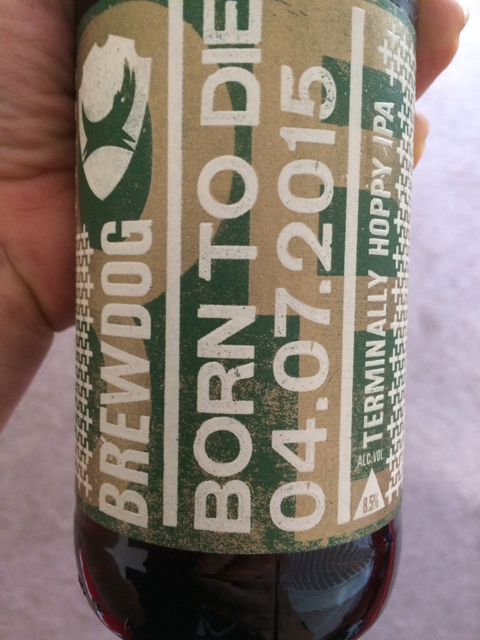 BREWDOG
BORN TO DIE
04.07.2015
TERMINALLY HOPPY IPA
ALC. VOL.
8.5%